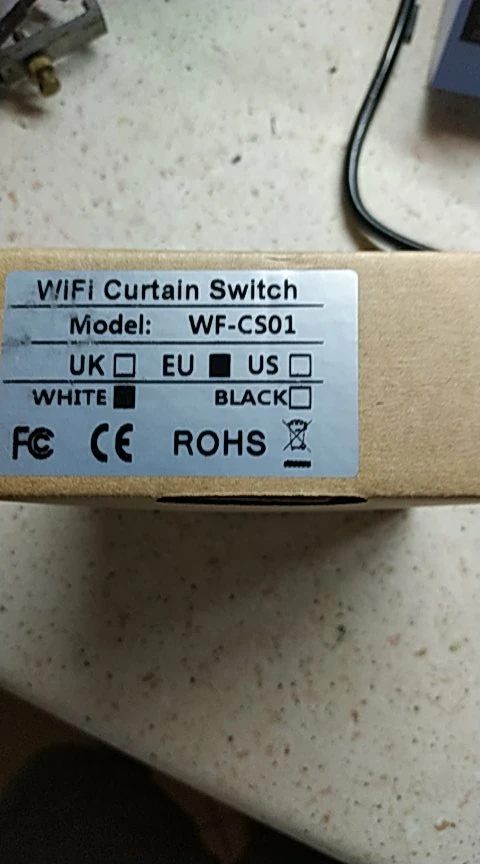 WiFi Curtain Switch
Model: WF-CS01
UK EU US
WHITE BLACK
FC CE ROHS